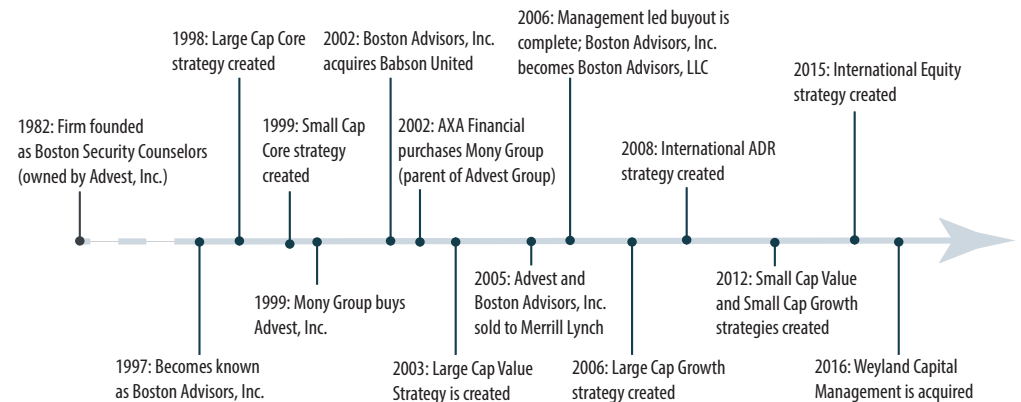 1982: Firm founded
as Boston Security Counselors
(owned by Advest, Inc.)
1997: Becomes known
as Boston Advisors, Inc.
1998: Large Cap Core
strategy created
1999: Small Cap
Core strategy
created
1999: Mony Group buys
Advest, Inc.
2002: Boston Advisors, Inc.
acquires Babson United
2002: AXA Financial
purchases Mony Group
(parent of Advest Group)
2003: Large Cap Value
Strategy is created
2005: Advest and
Boston Advisors, Inc.
sold to Merrill Lynch
2006: Management led buyout is
complete; Boston Advisors, Inc.
becomes Boston Advisors, LLC
2006: Large Cap Growth
strategy created
2008: International ADR
strategy created
2012: Small Cap Value
and Small Cap Growth
strategies created
2015: International Equity
strategy created
2016: Weyland Capital
Management is acquired